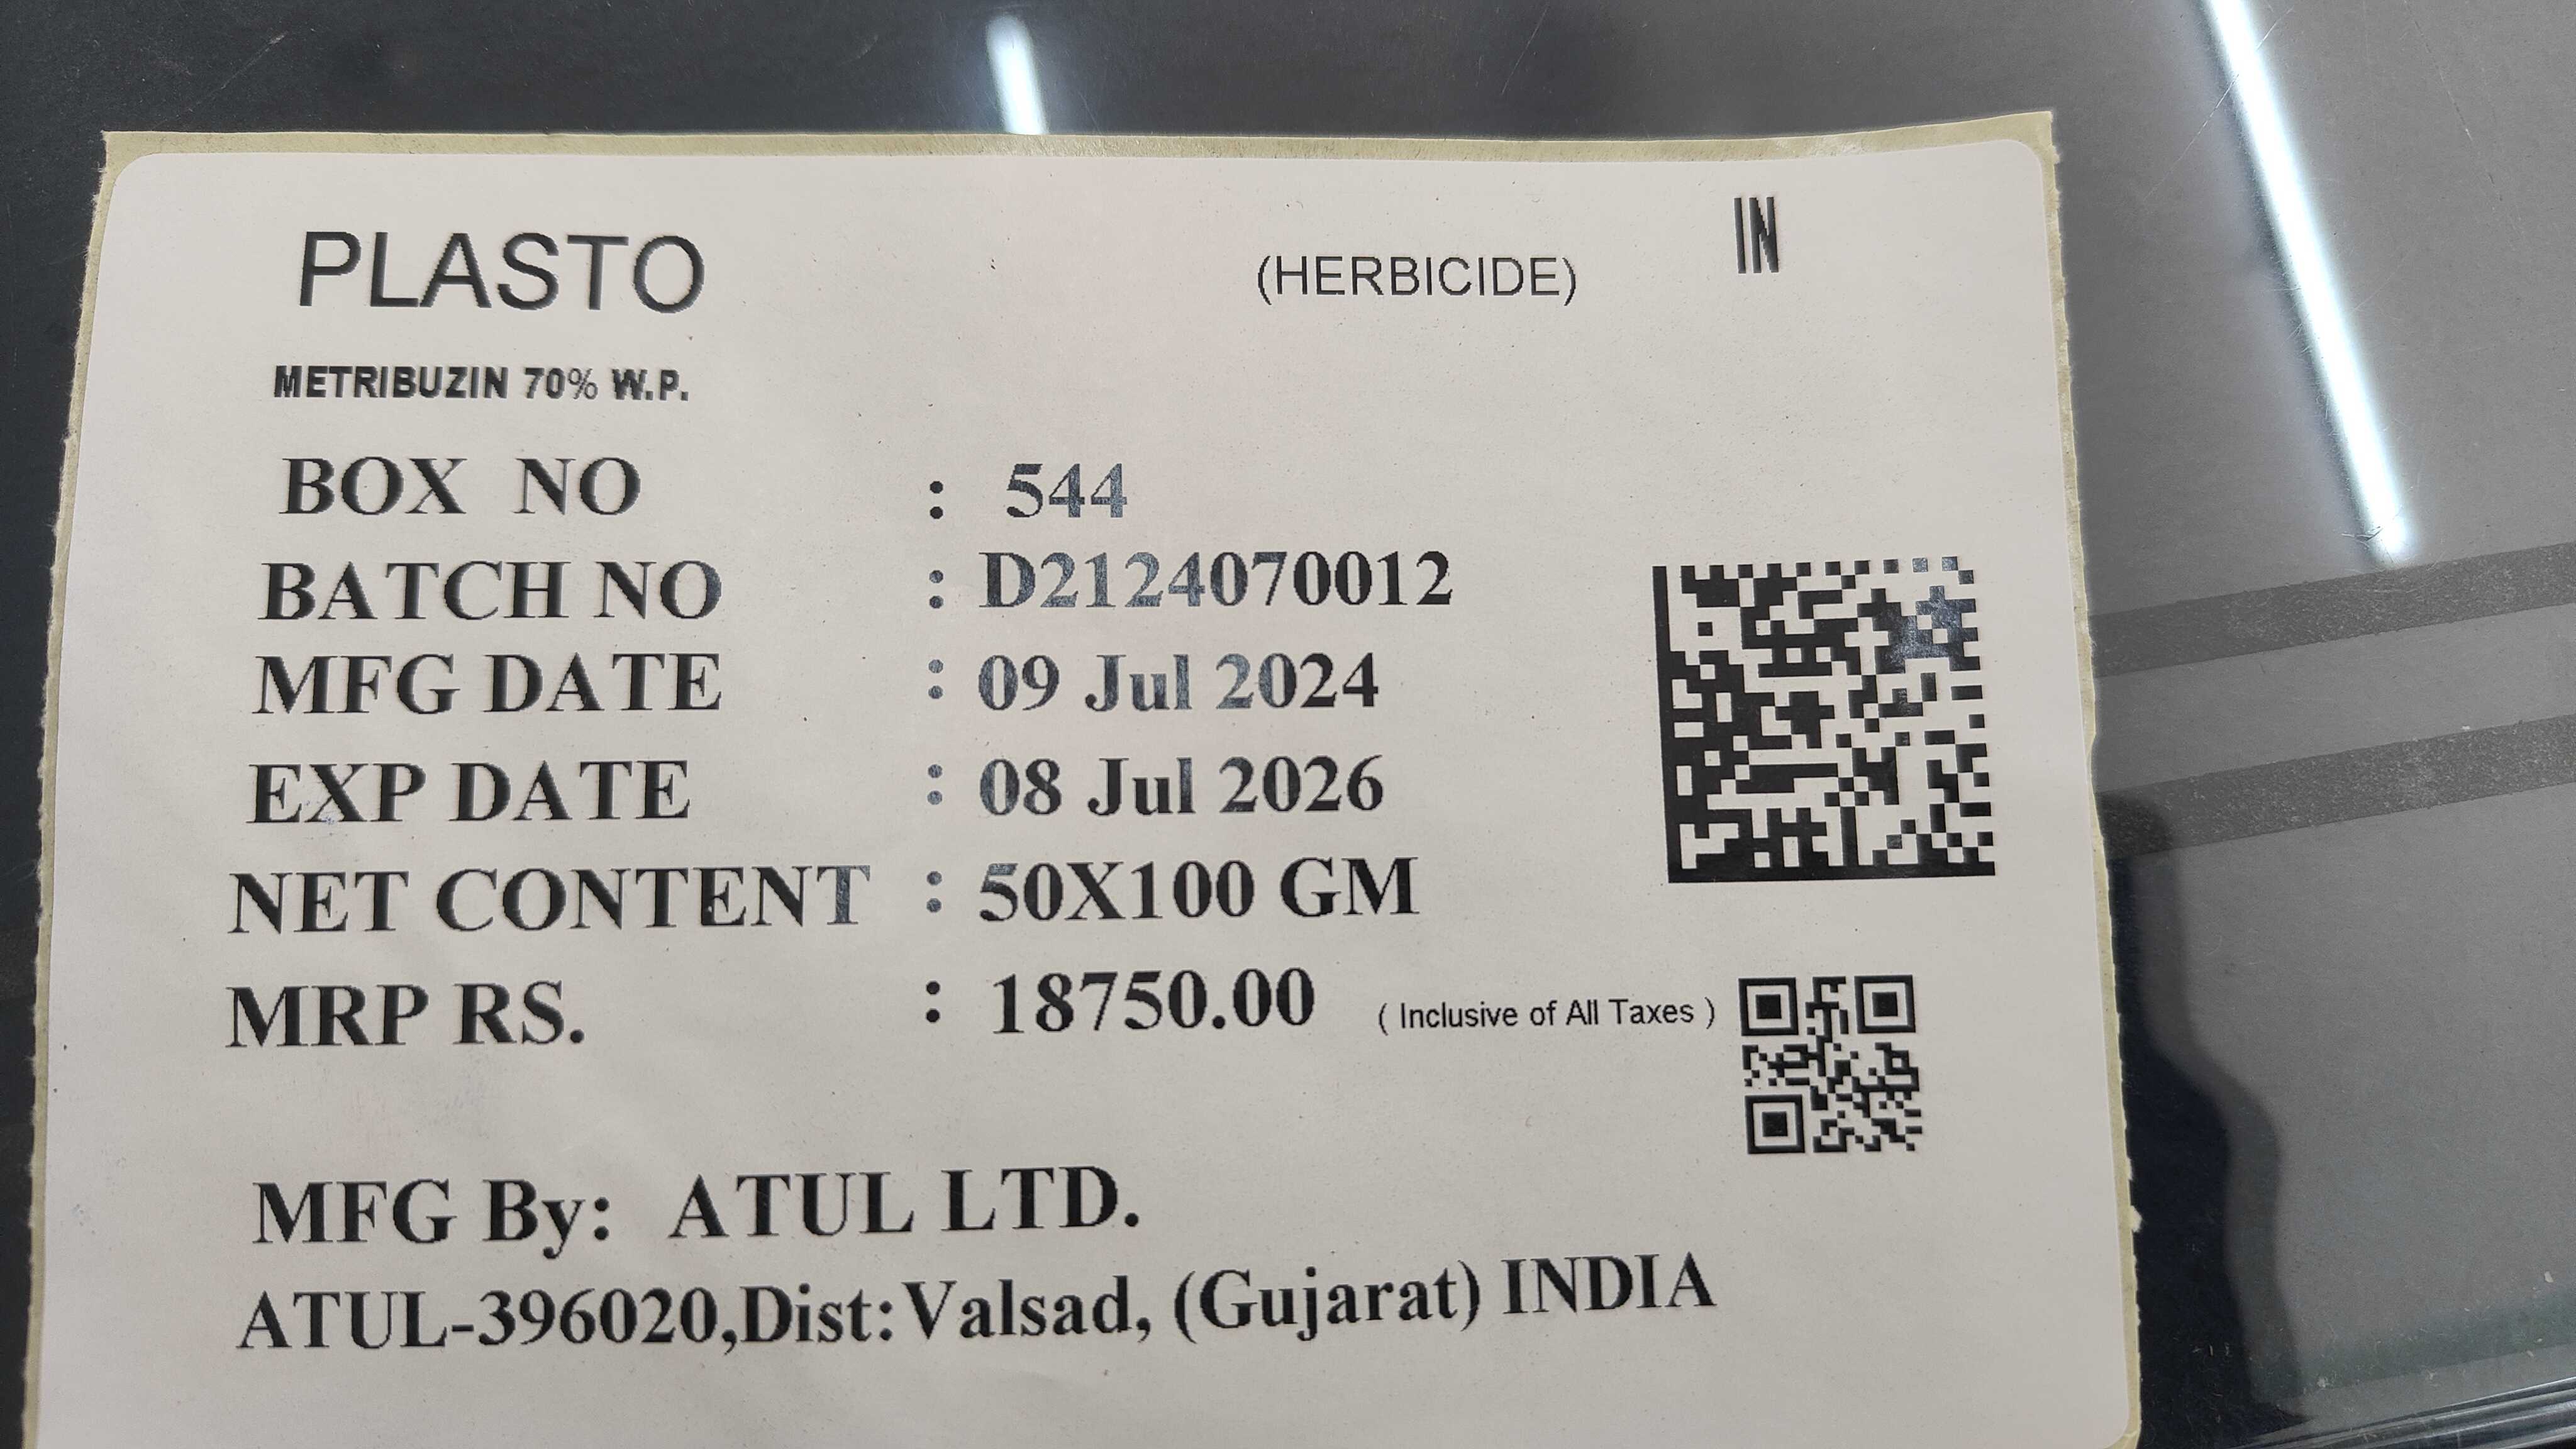 PLASTO (HERBICIDE) IN
METRIBUZIN 70% W.P.
BOX NO : 544
BATCH NO : D2124070012
MFG DATE : 09 Jul 2024
EXP DATE : 08 Jul 2026
NET CONTENT : 50X100 GM
MRP RS. : 18750.00 ( Inclusive of All Taxes )
MFG By: ATUL LTD.
ATUL-396020,Dist:Valsad, (Gujarat) INDIA